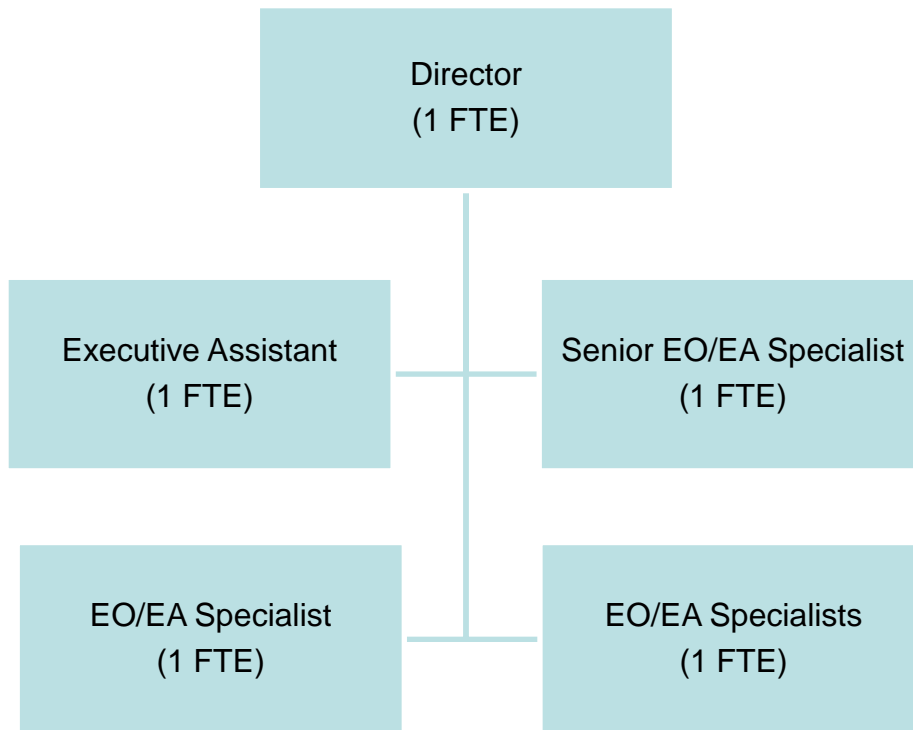 Director
(1 FTE)
Executive Assistant
(1 FTE)
Senior EO/EA Specialist
(1 FTE)
EO/EA Specialist
(1 FTE)
EO/EA Specialists
(1 FTE)